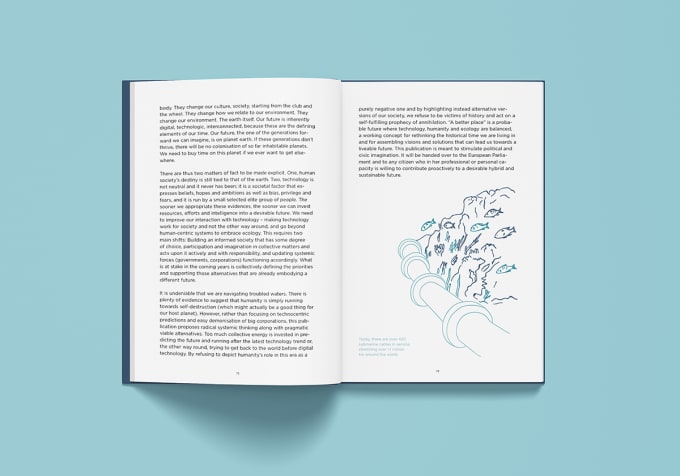 body. They change our culture, society, starting from the club and
the wheel. They change how we relate to our environment. They
change our environment. The earth itself. Our future is inherently
digital, technologic, interconnected, because these are the defining
elements of our time. Our future, the one of the generations for-
ward we can imagine, is on planet earth. If these generations don't
thrive, there will be no colonisation of so far inhabitable planets.
We need to buy time on this planet if we ever want to get else-
where.
There are thus two matters of fact to be made explicit. One, human
society's destiny is still tied to that of the earth. Two, technology is
not neutral and it never has been; it is a societal factor that ex-
presses beliefs, hopes and ambitions as well as bias, privilege and
fears, and it is run by a small selected elite group of people. The
sooner we appropriate these evidences, the sooner we can invest
resources, efforts and intelligence into a desirable future. We need
to improve our interaction with technology – making technology
work for society and not the other way around, and go beyond
human-centric systems to embrace ecology. This requires two
main shifts: Building an informed society that has some degree
of choice, participation and imagination in collective matters and
acts upon it actively and with responsibility, and updating systemic
forces (governments, corporations) functioning accordingly. What
is at stake in the coming years is collectively defining the priorities
and supporting those alternatives that are already embodying a
different future.
It is undeniable that we are navigating troubled waters. There is
plenty of evidence to suggest that humanity is simply running
towards self-destruction (which might actually be a good thing for
our host planet). However, rather than focusing on technocentric
predictions and easy demonisation of big corporations, this pub-
lication proposes radical systemic thinking along with pragmatic
viable alternatives. Too much collective energy is invested in pre-
dicting the future and running after the latest technology trend or,
the other way round, trying to get back to the world before digital
technology. By refusing to depict humanity's role in this era as a
purely negative one and by highlighting instead alternative ver-
sions of our society, we refuse to be victims of history and act on a
self-fulfilling prophecy of annihilation. "A better place" is a proba-
ble future where technology, humanity and ecology are balanced,
a working concept for rethinking the historical time we are living in
and for assembling visions and solutions that can lead us towards a
liveable future. This publication is meant to stimulate political and
civic imagination. It will be handed over to the European Parlia-
ment and to any citizen who in her professional or personal ca-
pacity is willing to contribute proactively to a desirable hybrid and
sustainable future.
Today, there are over
submarine cables in service,
stretching over
around the world.